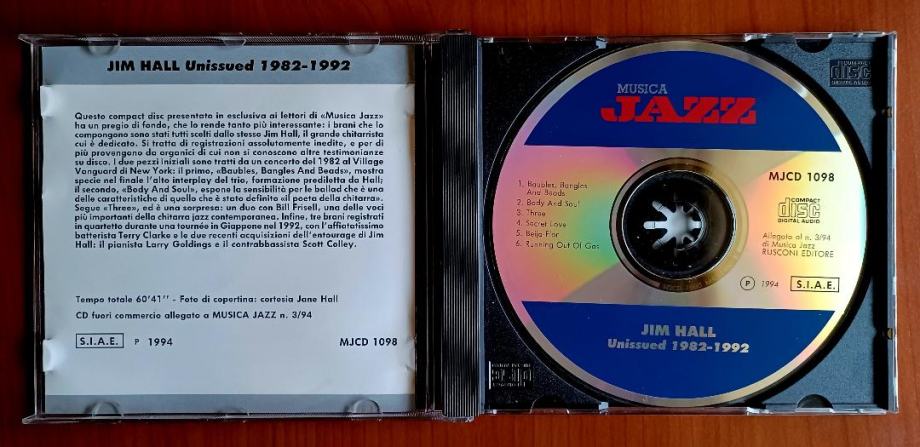 JIM HALL Unissued 1982-1992
Questo compact disc presentato in esclusiva ai lettori di «Musica Jazz»
ha un pregio di fondo, che lo rende tanto più interessante: i brani che lo
compongono sono stati tutti scelti dallo stesso Jim Hall, il grande chitarrista
cui è dedicato. Si tratta di registrazioni assolutamente inedite, e per di
più provengono da organici di cui non si conoscono altre testimonianze
su disco. I due pezzi iniziali sono tratti da un concerto del 1982 al Village
Vanguard di New York: il primo, «Baubles, Bangles And Beads», mostra
specie nel finale l'alto interplay del trio, formazione prediletta da Hall;
il secondo, «Body And Soul», espone la sensibilità per le ballad che è una
delle caratteristiche di quello che è stato definito «il poeta della chitarra».
Segue «Three», ed è una sorpresa: un duo con Bill Frisell, una delle voci
più importanti della chitarra jazz contemporanea. Infine, tre brani registrati
in quartetto durante una tournée in Giappone nel 1992, con l'affiatatissimo
batterista Terry Clarke e le due recenti acquisizioni dell'entourage di Jim
Hall: il pianista Larry Goldings e il contrabbassista Scott Colley.
Tempo totale 60'41'' - Foto di copertina: cortesia Jane Hall
CD fuori commercio allegato a MUSICA JAZZ n. 3/94
S.I.A.E. P 1994 MJCD 1098
MUSICA
JAZZ
MJCD 1098
1. Baubles, Bangles
And Beads
2. Body And Soul
3. Three
4. Secret Love
5. Beija-Flor
6. Running Out Of Gas
COMPACT
disc
DIGITAL AUDIO
Allegato al n. 3/94
di Musica Jazz
RUSCONI EDITORE
P 1994 S.I.A.E.
JIM HALL
Unissued 1982-1992
disc